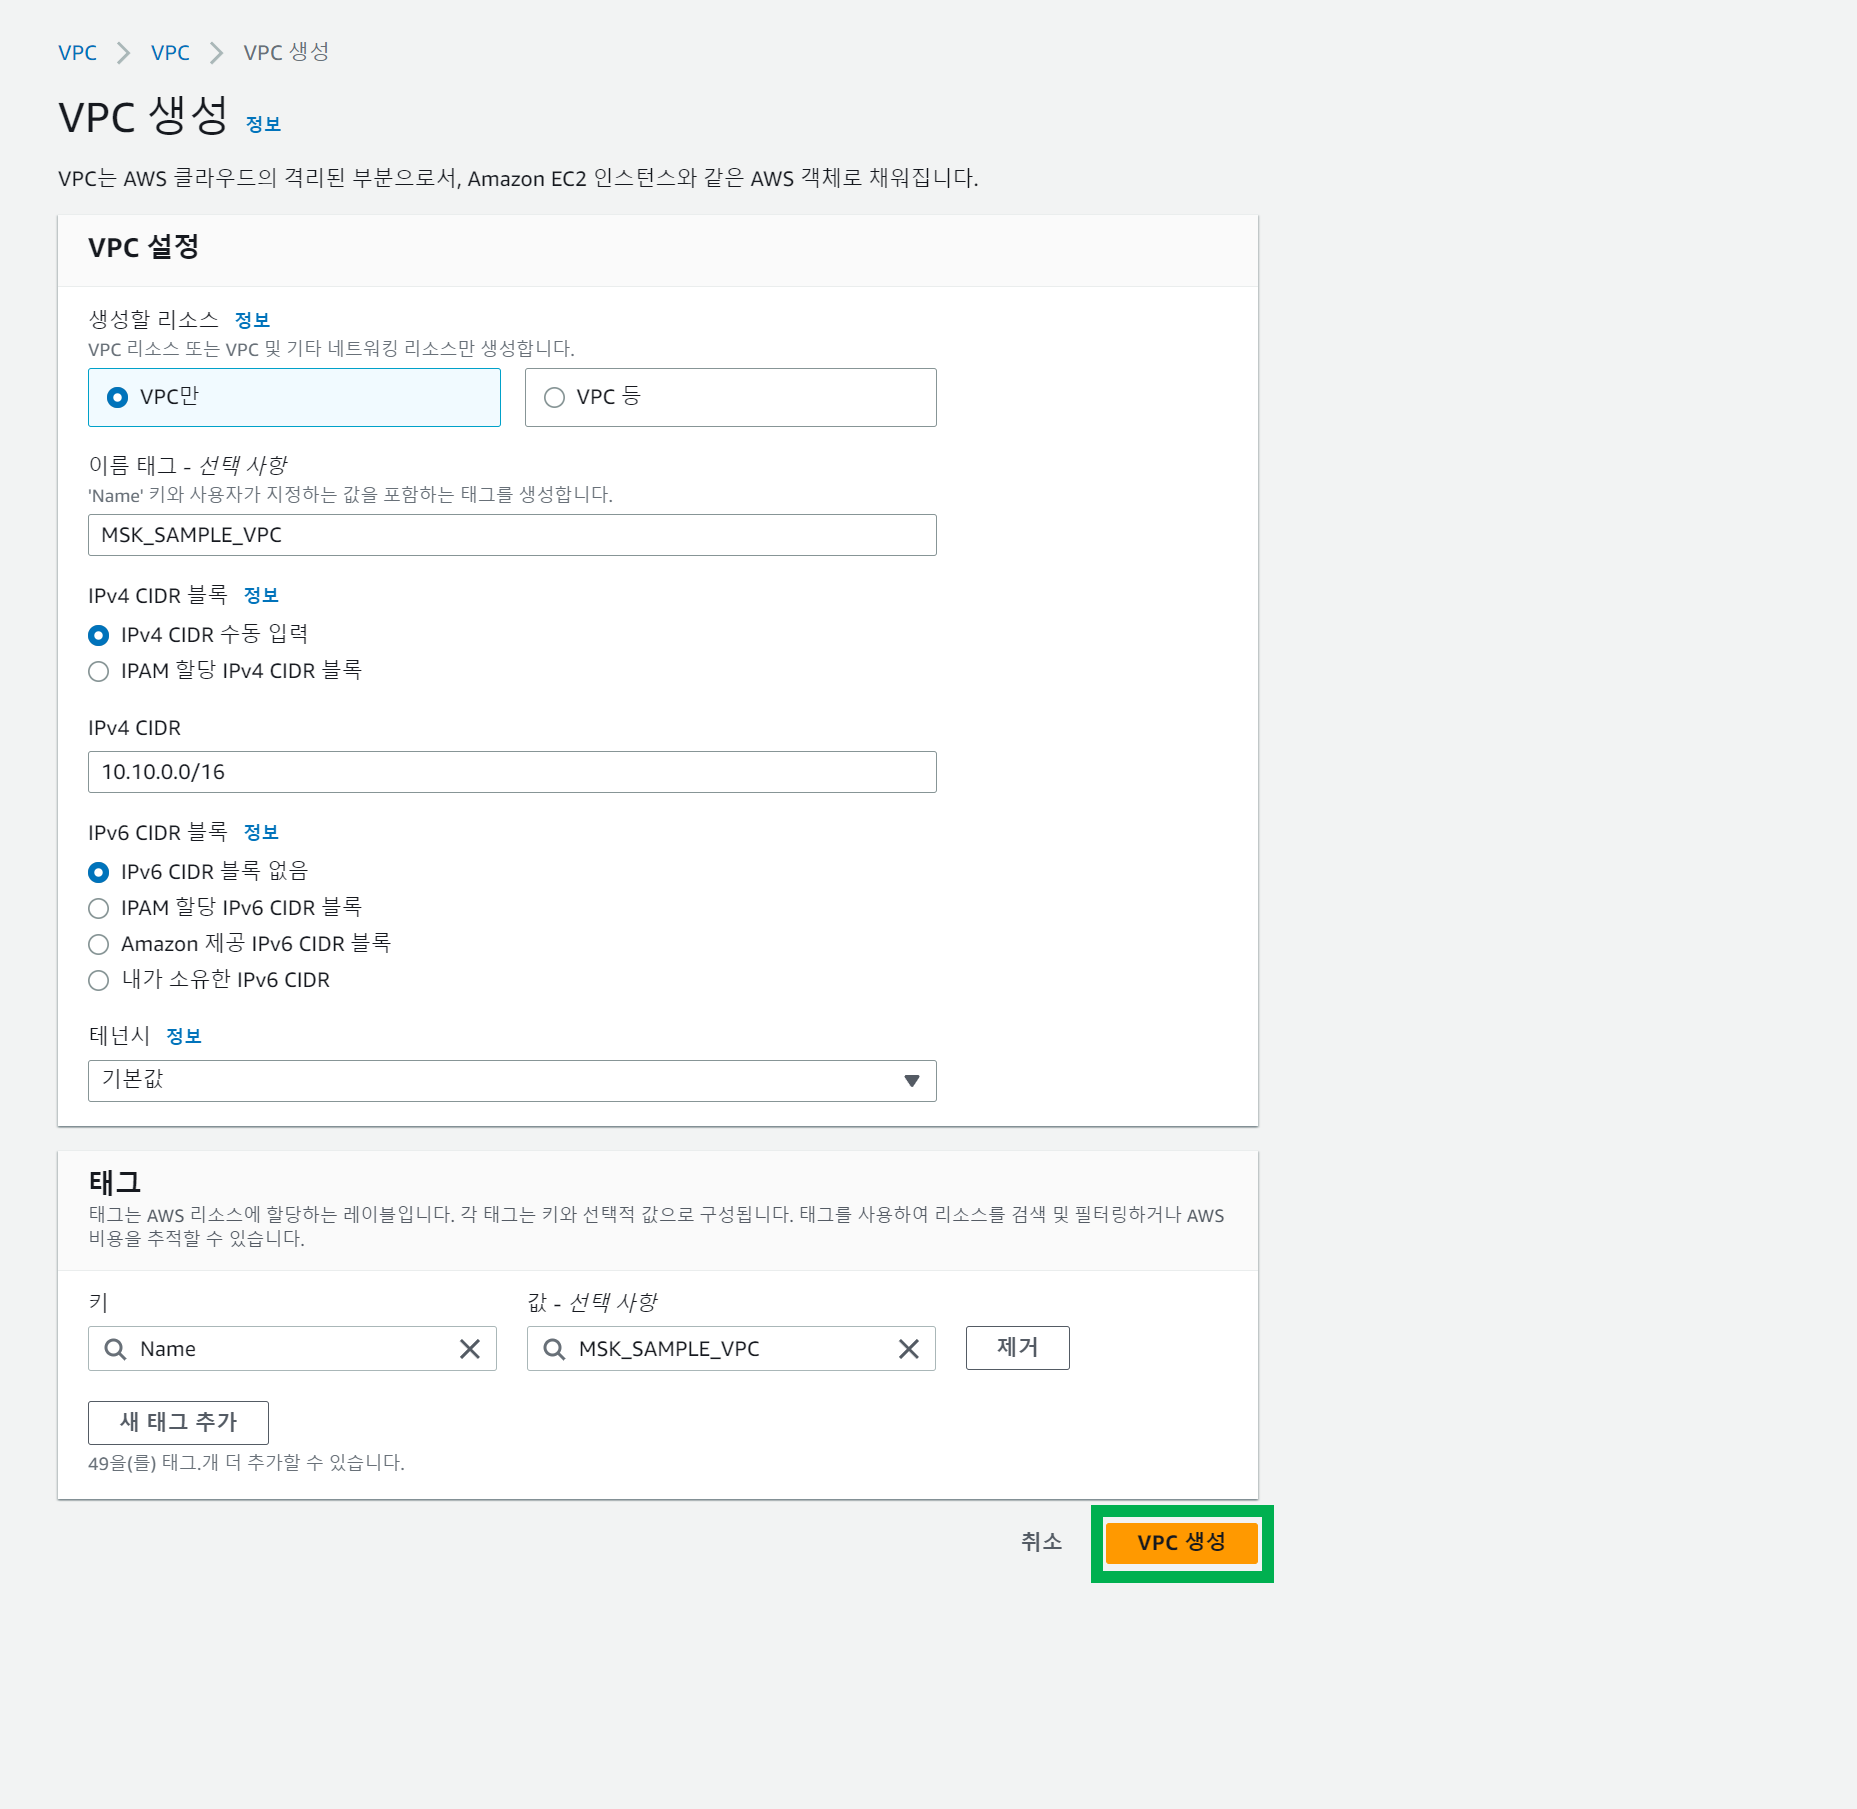 VPC > VPC > VPC 생성
VPC 생성 정보
VPC는 AWS 클라우드의 격리된 부분으로서, Amazon EC2 인스턴스와 같은 AWS 객체로 채워집니다.
VPC 설정
생성할 리소스 정보
VPC 리소스 또는 VPC 및 기타 네트워킹 리소스만 생성합니다.
VPC만 VPC 등
이름 태그 - 선택 사항
'Name' 키와 사용자가 지정하는 값을 포함하는 태그를 생성합니다.
MSK_SAMPLE_VPC
IPv4 CIDR 블록 정보
IPv4 CIDR 수동 입력
IPAM 할당 IPv4 CIDR 블록
IPv4 CIDR
10.10.0.0/16
IPv6 CIDR 블록 정보
IPv6 CIDR 블록 없음
IPAM 할당 IPv6 CIDR 블록
Amazon 제공 IPv6 CIDR 블록
내가 소유한 IPv6 CIDR
테넌시 정보
기본값
태그
태그는 AWS 리소스에 할당하는 레이블입니다. 각 태그는 키와 선택적 값으로 구성됩니다. 태그를 사용하여 리소스를 검색 및 필터링하거나 AWS
비용을 추적할 수 있습니다.
키 값 - 선택 사항
Name MSK_SAMPLE_VPC 제거
새 태그 추가
49을(를) 태그.개 더 추가할 수 있습니다.
취소 VPC 생성